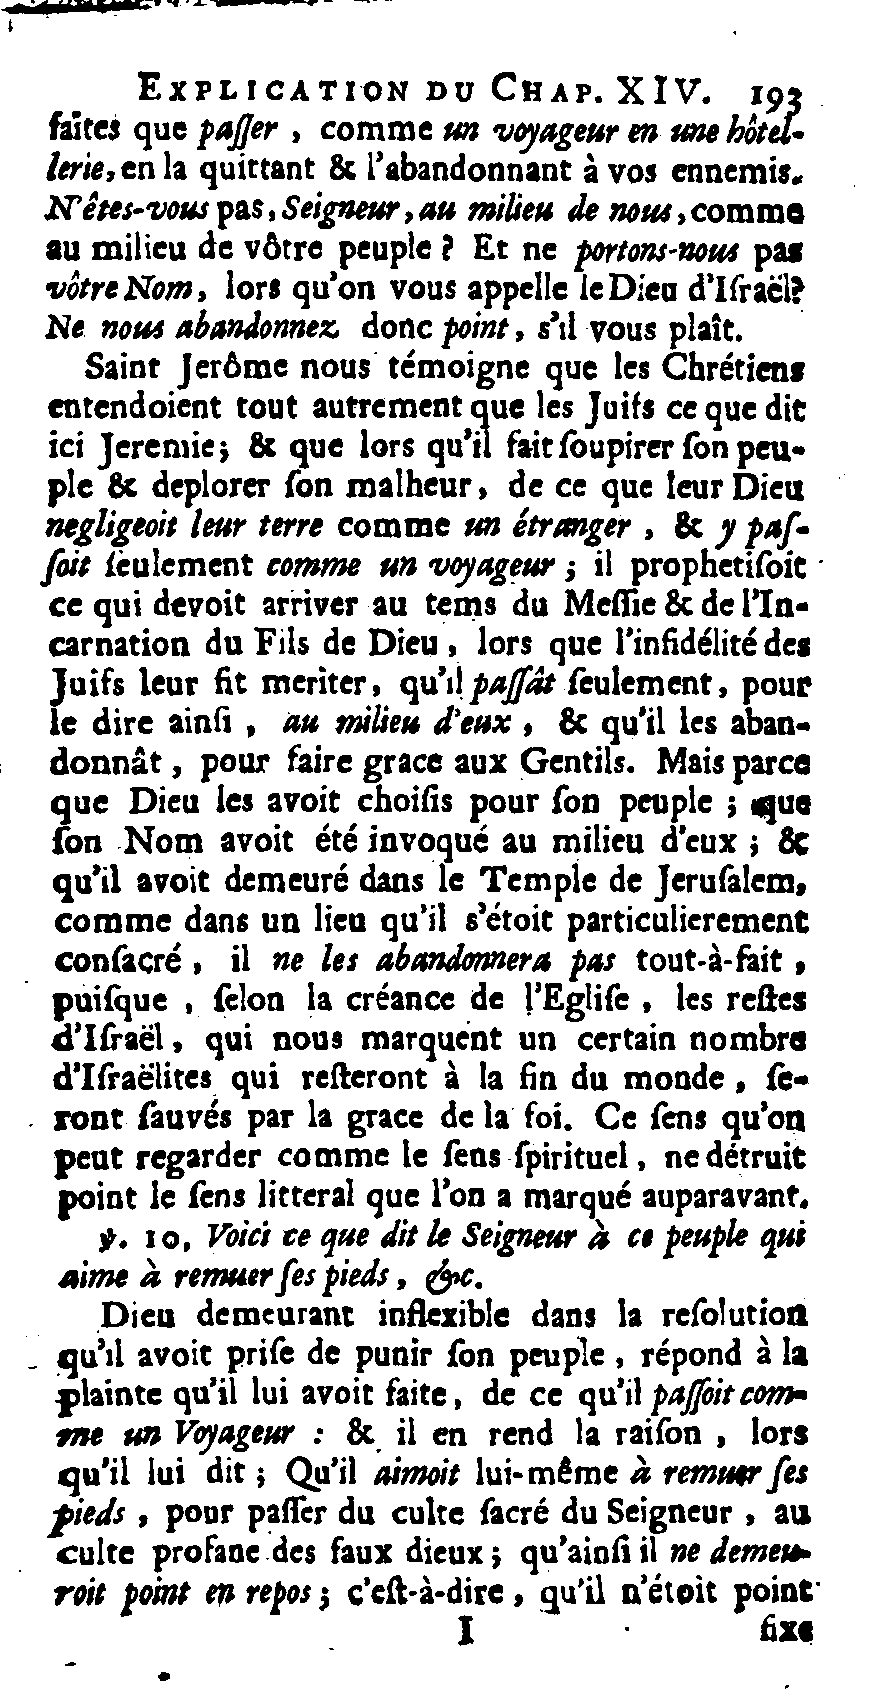 EXPLICATION DU CHAP. XIV. 193
faites que paſſer, comme un voyageur en une hôtel-
lerie, en la quittant & l'abandonnant à vos ennemis.
N'êtes-vous pas, Seigneur, au milieu de nous, comme
au milieu de vôtre peuple ? Et ne portons-nous pas
vôtre Nom, lors qu'on vous appelle le Dieu d'Iſraël?
Ne nous abandonnez donc point, s'il vous plaît.
Saint Jerôme nous témoigne que les Chrétiens
entendoient tout autrement que les Juifs ce que dit
ici Jeremie; & que lors qu'il fait ſoupirer ſon peu-
ple & deplorer ſon malheur, de ce que leur Dieu
negligeoit leur terre comme un étranger, & y paſ-
ſoit ſeulement comme un voyageur; il prophetiſoit
ce qui devoit arriver au tems du Meſſie & de l'In-
carnation du Fils de Dieu, lors que l'infidélité des
Juifs leur fit meriter, qu'il paſſât ſeulement, pour
le dire ainſi, au milieu d'eux, & qu'il les aban-
donnât, pour faire grace aux Gentils. Mais parce
que Dieu les avoit choiſis pour ſon peuple; que
ſon Nom avoit été invoqué au milieu d'eux; &
qu'il avoit demeuré dans le Temple de Jeruſalem,
comme dans un lieu qu'il s'étoit particulierement
conſacré, il ne les abandonnera pas tout-à-fait,
puiſque, ſelon la créance de l'Egliſe, les reſtes
d'Iſraël, qui nous marquent un certain nombre
d'Iſraëlites qui reſteront à la fin du monde, ſe-
ront ſauvés par la grace de la foi. Ce ſens qu'on
peut regarder comme le ſens ſpirituel, ne détruit
point le ſens litteral que l'on a marqué auparavant.
℣. 10, Voici ce que dit le Seigneur à ce peuple qui
aime à remuer ſes pieds, &c.
Dieu demeurant inflexible dans la reſolution
qu'il avoit priſe de punir ſon peuple, répond à la
plainte qu'il lui avoit faite, de ce qu'il paſſoit com-
me un Voyageur : & il en rend la raiſon, lors
qu'il lui dit; Qu'il aimoit lui-même à remuer ſes
pieds, pour paſſer du culte ſacré du Seigneur, au
culte profane des faux dieux; qu'ainſi il ne demeu-
roit point en repos; c'eſt-à-dire, qu'il n'étoit point
I fixe